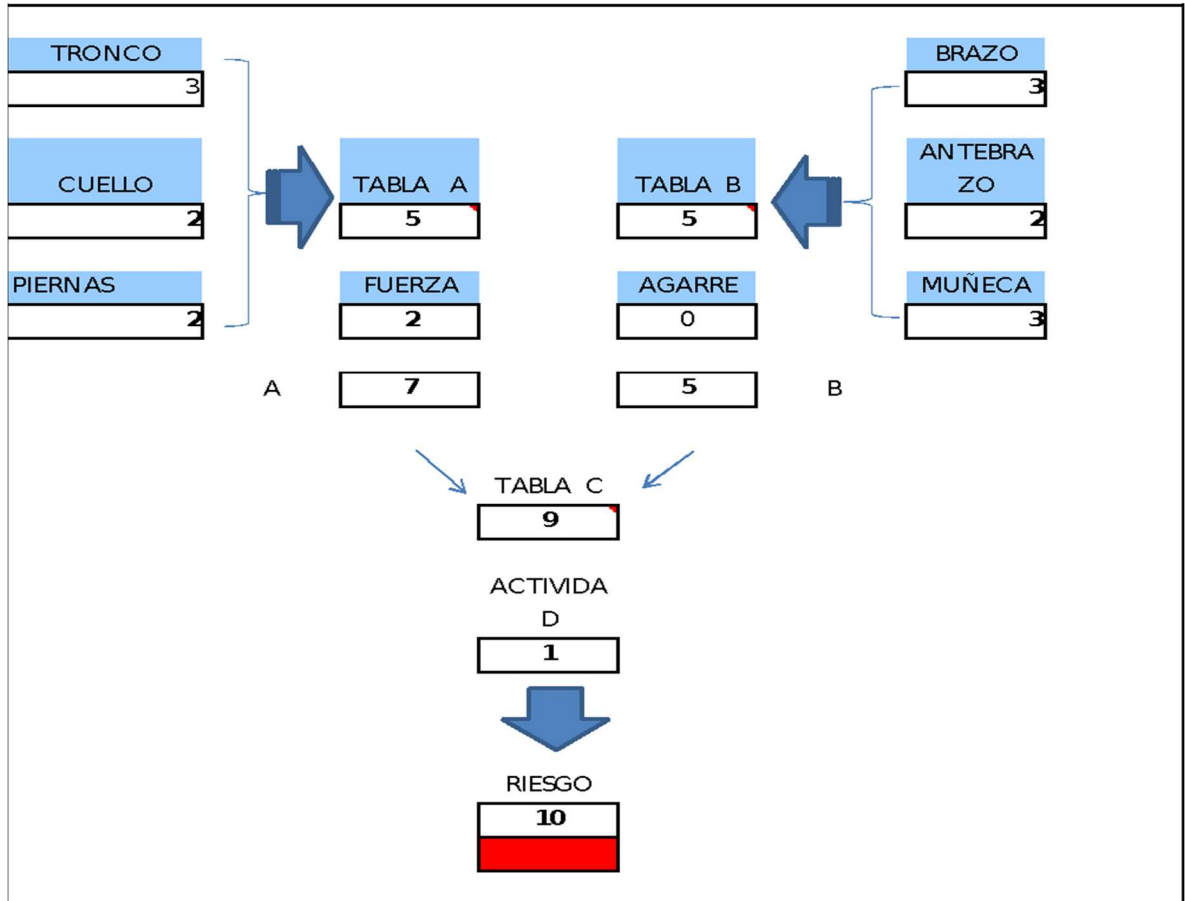 TRONCO
3
CUELLO
2
PIERNAS
2
TABLA A
5
FUERZA
2
A
7
TABLA B
5
AGARRE
0
5
B
BRAZO
3
ANTEBRA
ZO
2
MUÑECA
3
TABLA C
9
ACTIVIDA
D
1
RIESGO
10